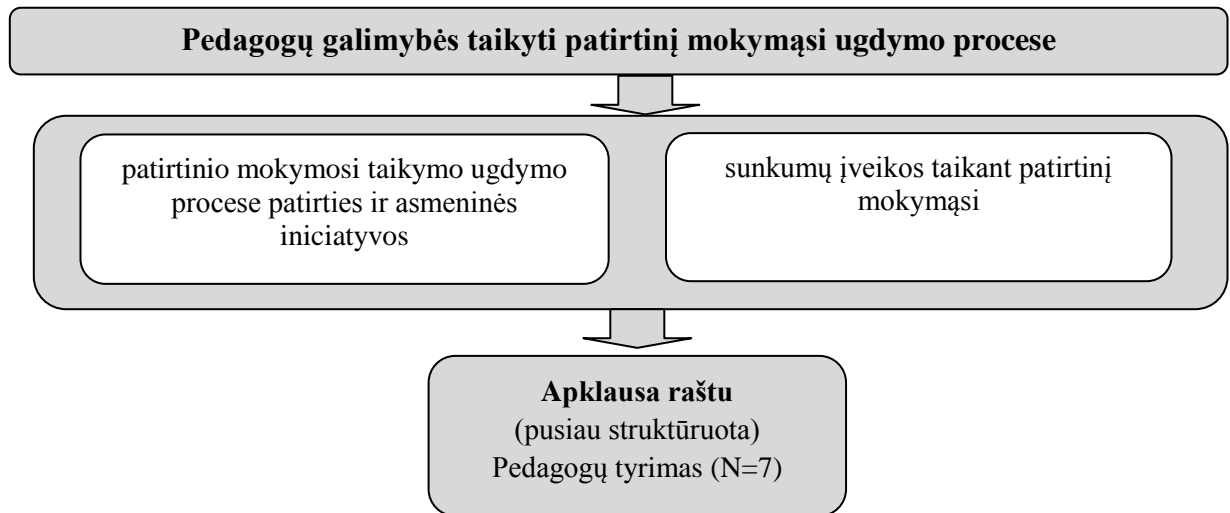 Pedagogų galimybės taikyti patirtinį mokymąsi ugdymo procese
patirtinio mokymosi taikymo ugdymo
procese patirties ir asmeninės
iniciatyvos
sunkumų įveikos taikant patirtinį
mokymąsi
Apklausa raštu
(pusiau struktūruota)
Pedagogų tyrimas (N=7)